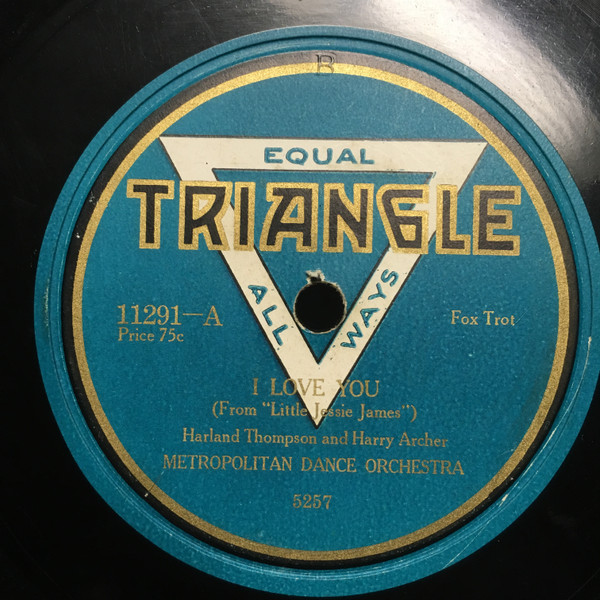 B
EQUAL
TRIANGLE
ALL WAYS
11291—A
Price 75c
Fox Trot
I LOVE YOU
(From "Little Jessie James")
Harland Thompson and Harry Archer
METROPOLITAN DANCE ORCHESTRA
5257